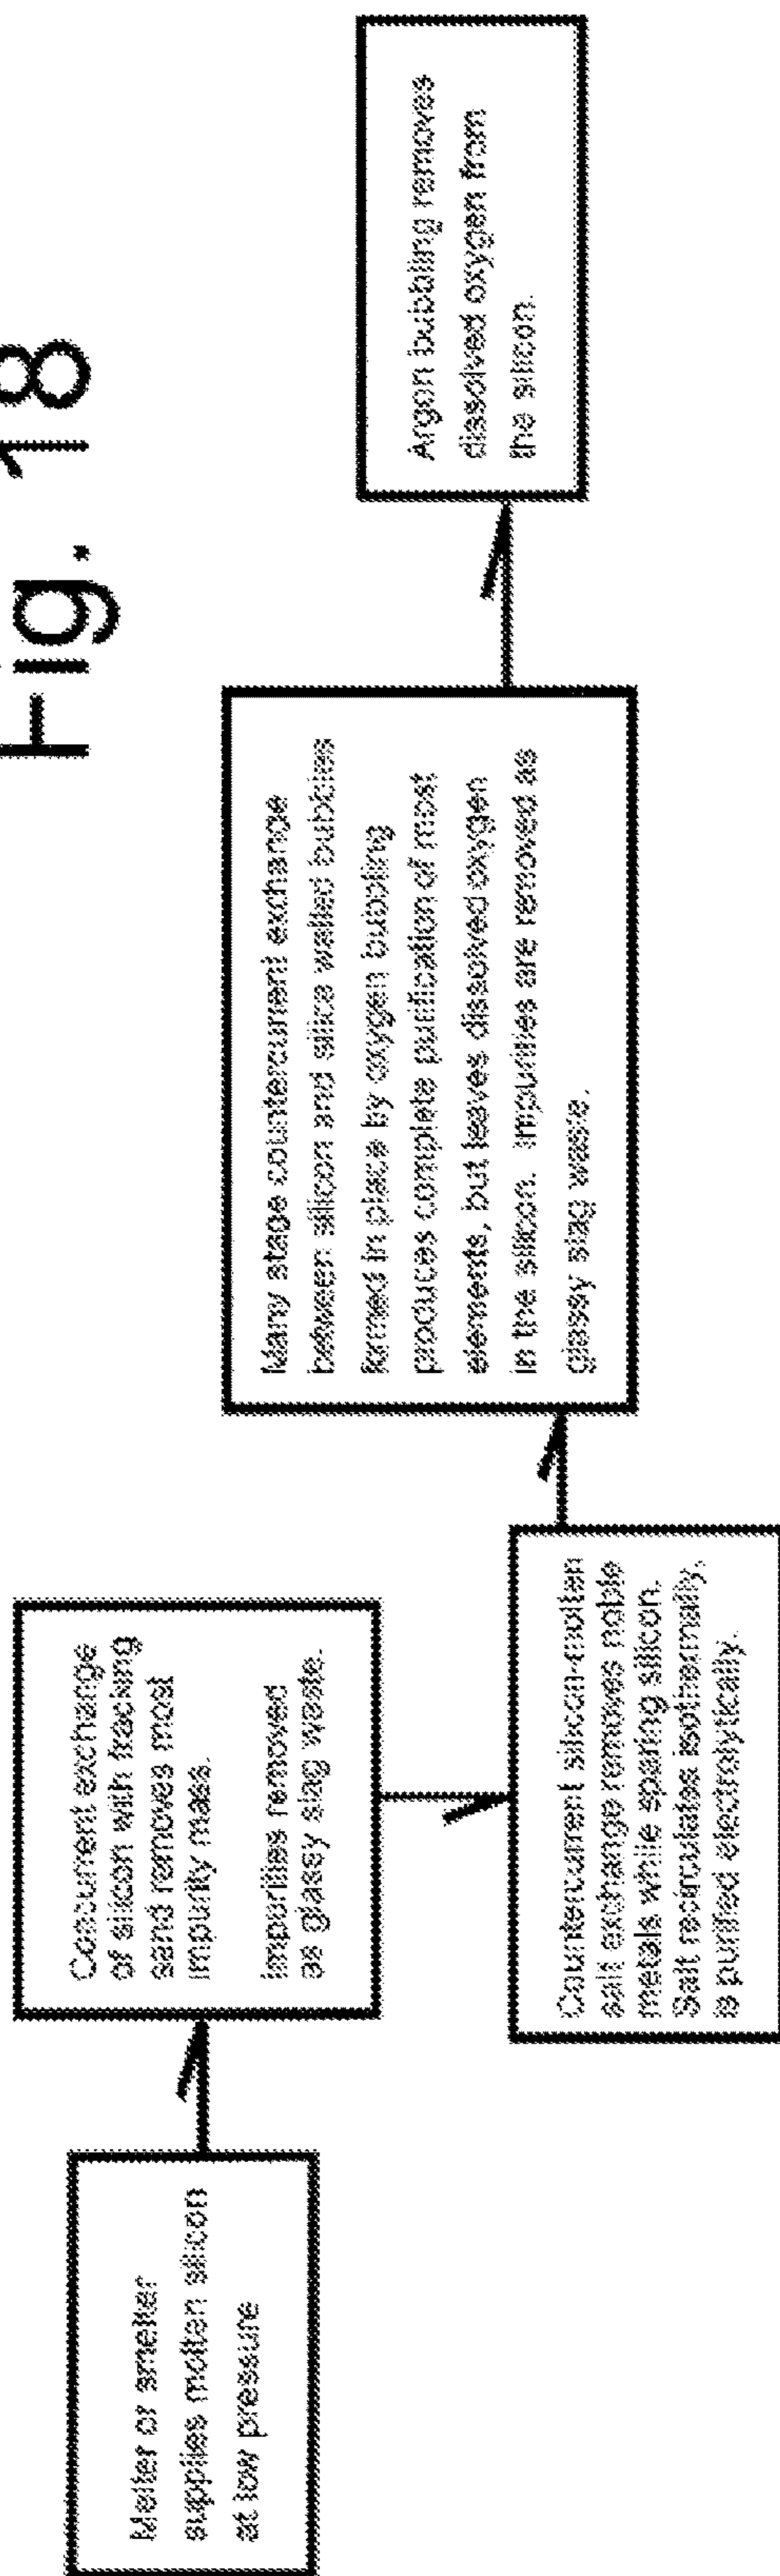 Fig. 18
Melter or smelter
supplies molten silicon
at low pressure
Concurrent exchange
of silicon with fracking
sand removes most
impurity mass.
Impurities removed
as glassy slag waste.
Countercurrent silicon-molten
salt exchange removes noble
metals while sparing silicon.
Salt recirculates isothermally,
is purified electrolytically.
Many stage countercurrent exchange
between silicon and silica walled bubbles
formed in place by oxygen bubbling
produces complete purification of most
elements, but leaves dissolved oxygen
in the silicon. Impurities are removed as
glassy slag waste.
Argon bubbling removes
dissolved oxygen from
the silicon.